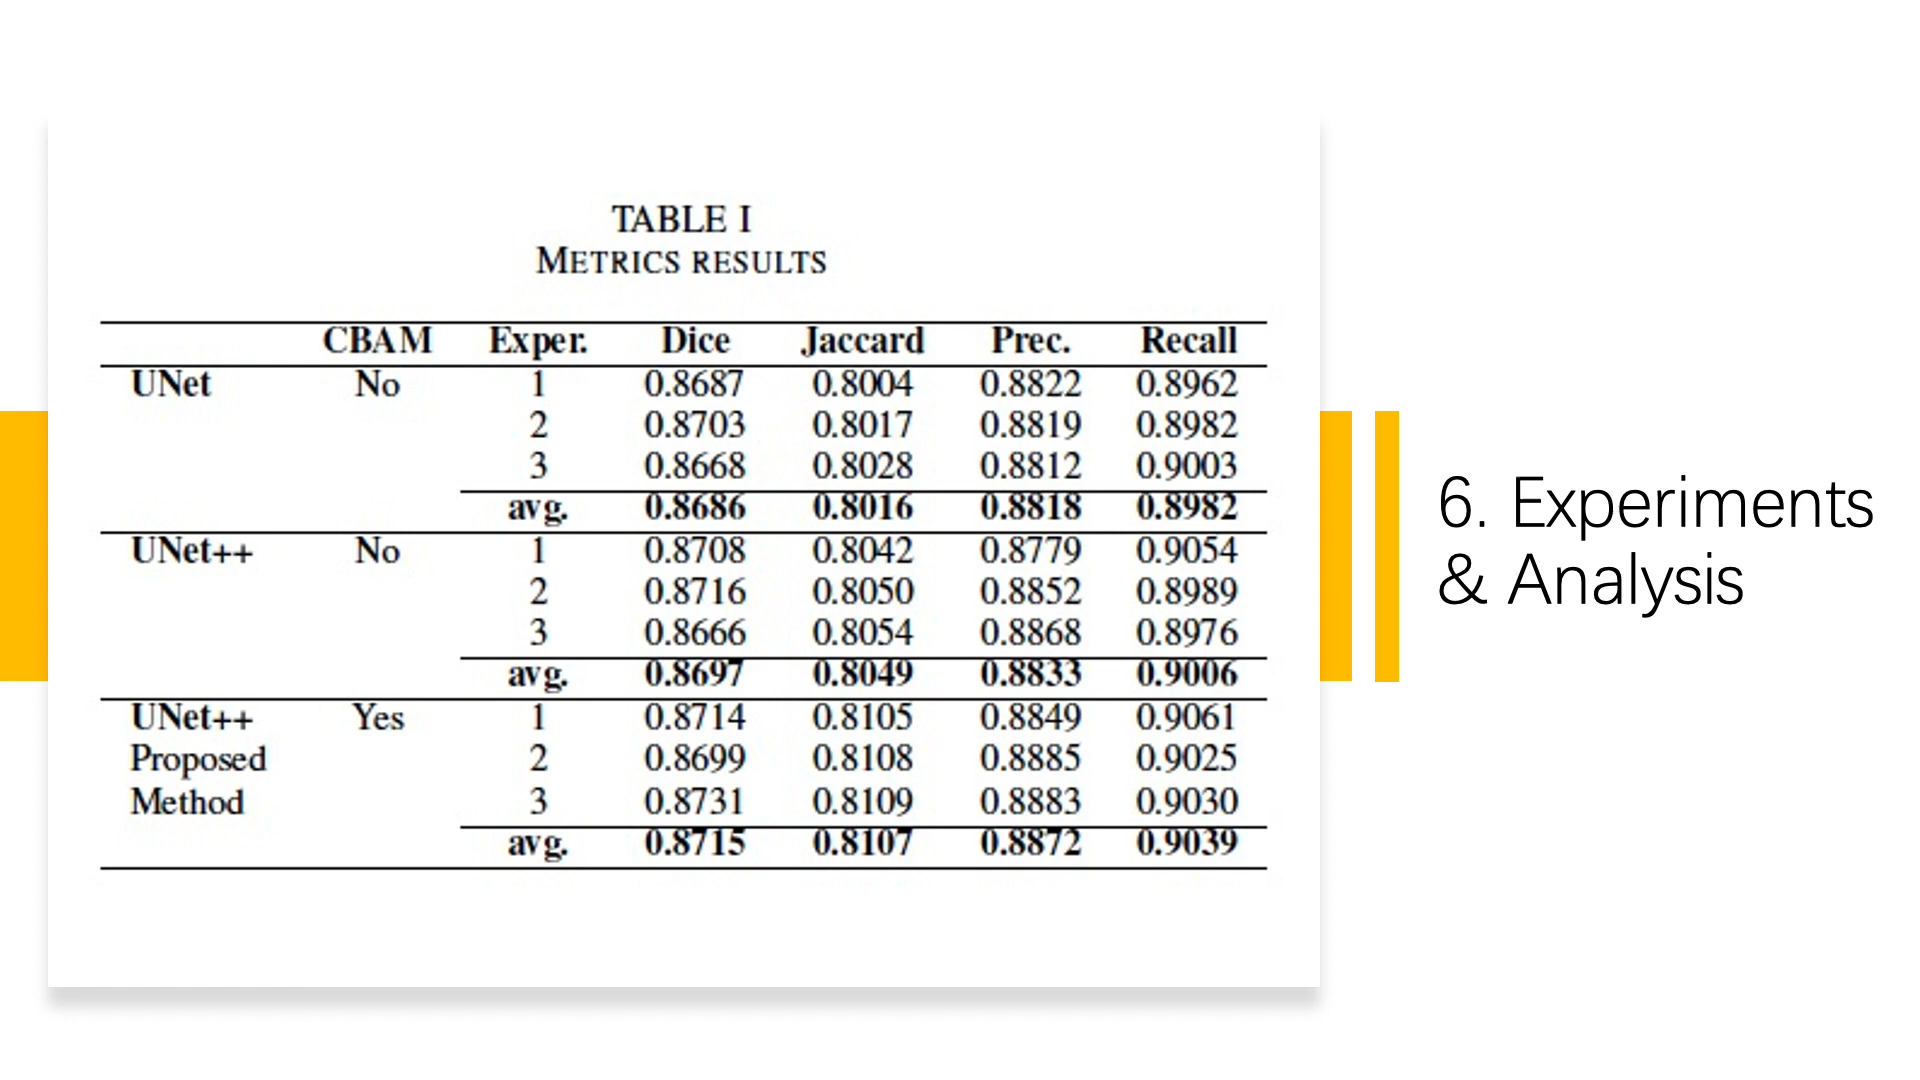 TABLE I
METRICS RESULTS
CBAM Exper. Dice Jaccard Prec. Recall
UNet No 1 0.8687 0.8004 0.8822 0.8962
2 0.8703 0.8017 0.8819 0.8982
3 0.8668 0.8028 0.8812 0.9003
avg. 0.8686 0.8016 0.8818 0.8982
UNet++ No 1 0.8708 0.8042 0.8779 0.9054
2 0.8716 0.8050 0.8852 0.8989
3 0.8666 0.8054 0.8868 0.8976
avg. 0.8697 0.8049 0.8833 0.9006
UNet++ Yes 1 0.8714 0.8105 0.8849 0.9061
Proposed 2 0.8699 0.8108 0.8885 0.9025
Method 3 0.8731 0.8109 0.8883 0.9030
avg. 0.8715 0.8107 0.8872 0.9039
6. Experiments
& Analysis